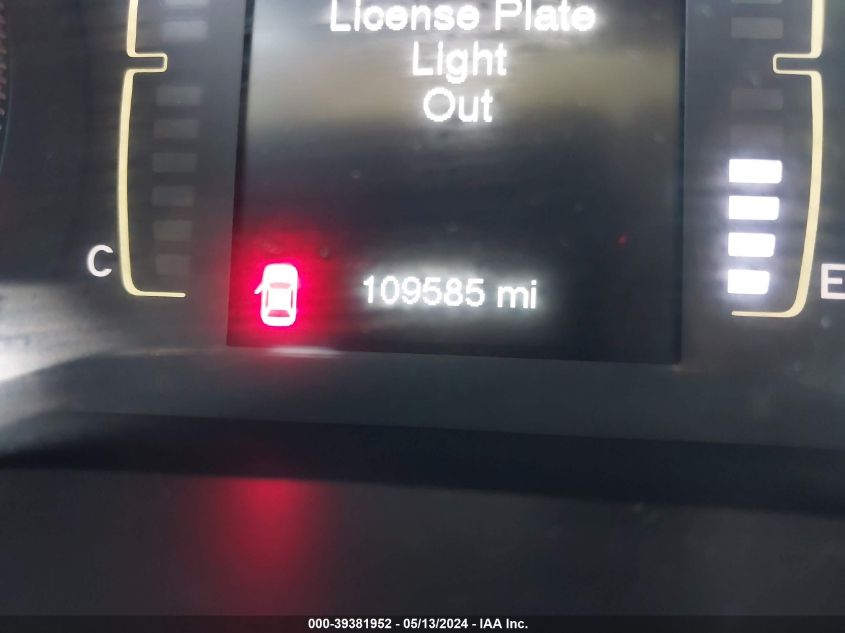 License Plate
Light
Out
C
109585 mi
E
000-39381952 - 05/13/2024 - IAA Inc.